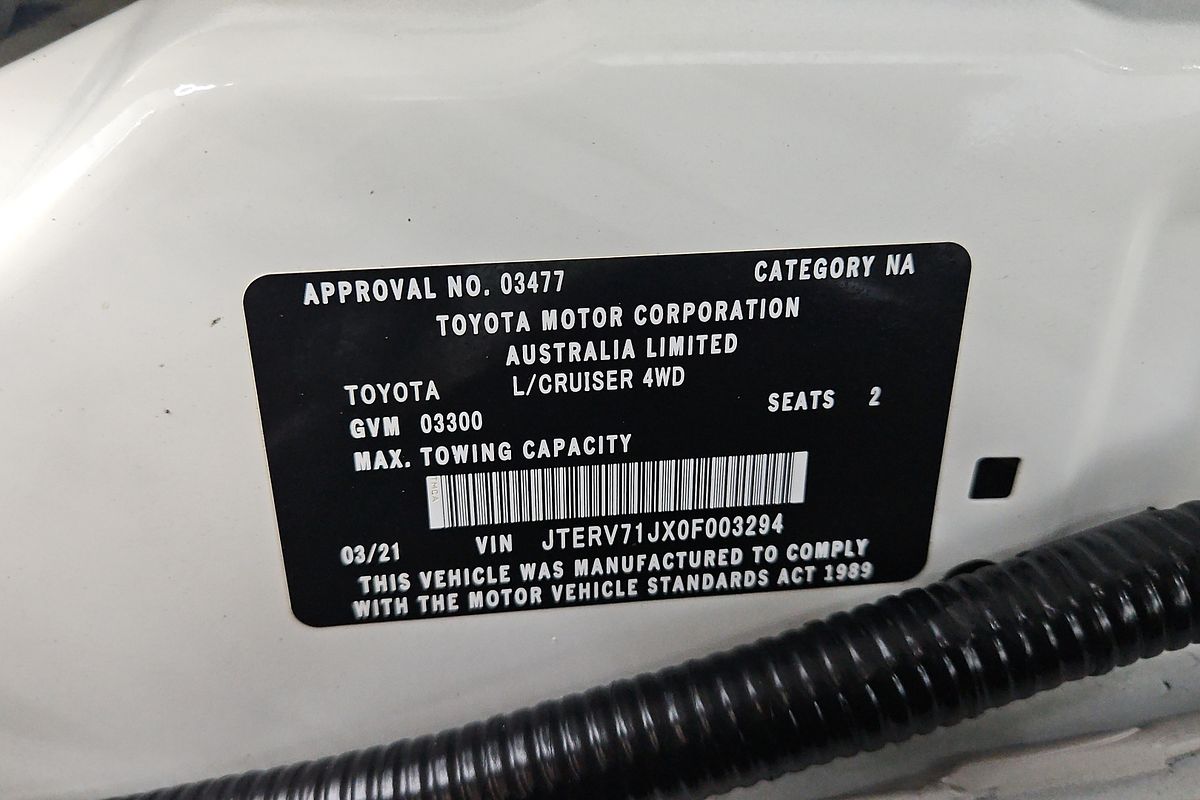 APPROVAL NO. 03477 CATEGORY NA
TOYOTA MOTOR CORPORATION
AUSTRALIA LIMITED
TOYOTA L/CRUISER 4WD
GVM 03300 SEATS 2
MAX. TOWING CAPACITY
TMCA
03/21 VIN JTERV71JX0F003294
THIS VEHICLE WAS MANUFACTURED TO COMPLY
WITH THE MOTOR VEHICLE STANDARDS ACT 1989